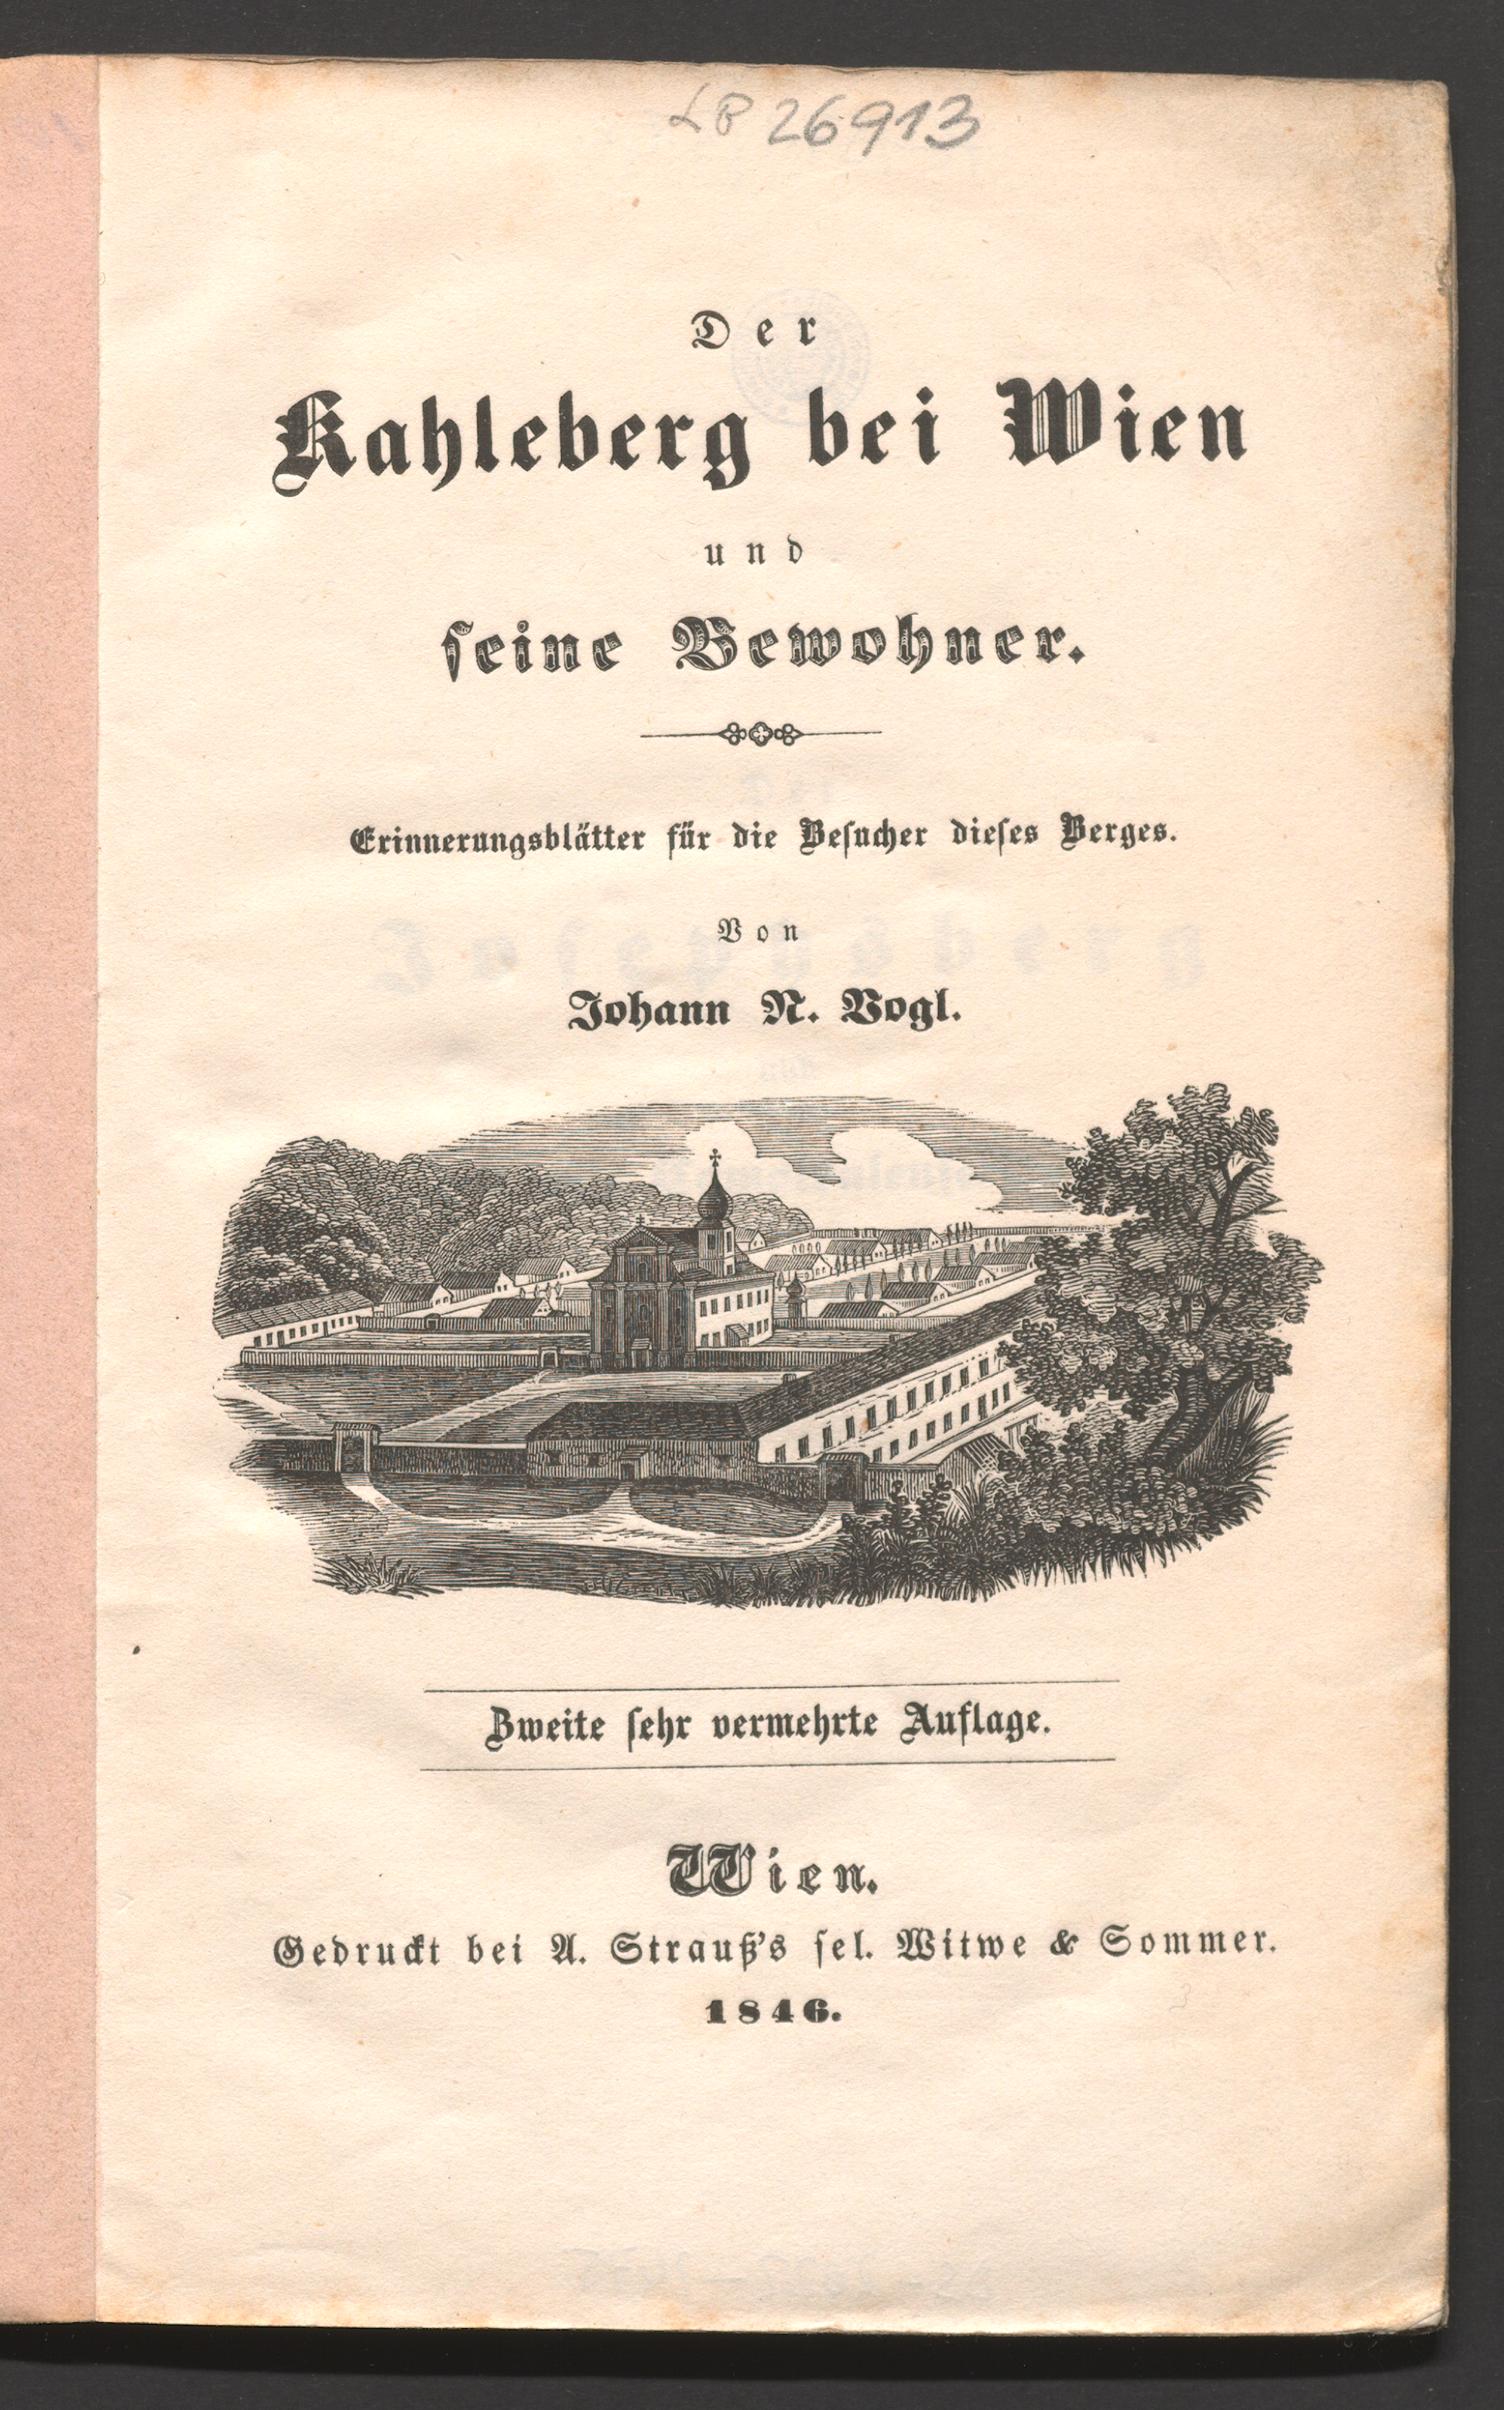 LB 26913
Der
Kahleberg bei Wien
und
seine Bewohner.
Erinnerungsblätter für die Besucher dieses Berges.
Von
Johann N. Vogl.
Zweite sehr vermehrte Auflage.
Wien.
Gedruckt bei A. Strauß's sel. Witwe & Sommer.
1846.